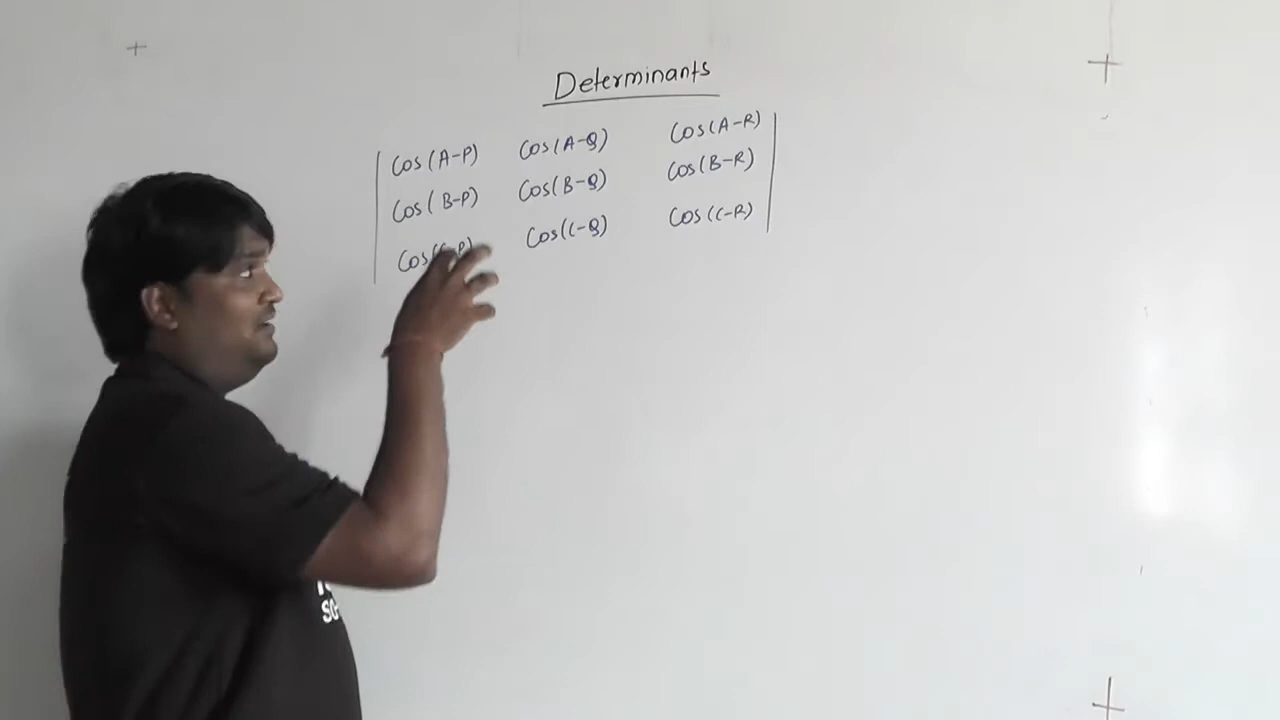 Determinants
Cos(A-P) Cos(A-Q) Cos(A-R)
Cos(B-P) Cos(B-Q) Cos(B-R)
Cos(C-P) Cos(C-Q) Cos(C-R)